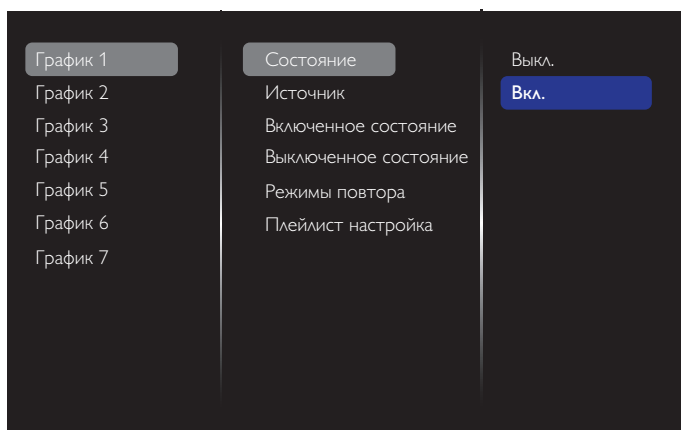 График 1
График 2
График 3
График 4
График 5
График 6
График 7
Состояние
Источник
Включенное состояние
Выключенное состояние
Режимы повтора
Плейлист настройка
Выкл.
Вкл.